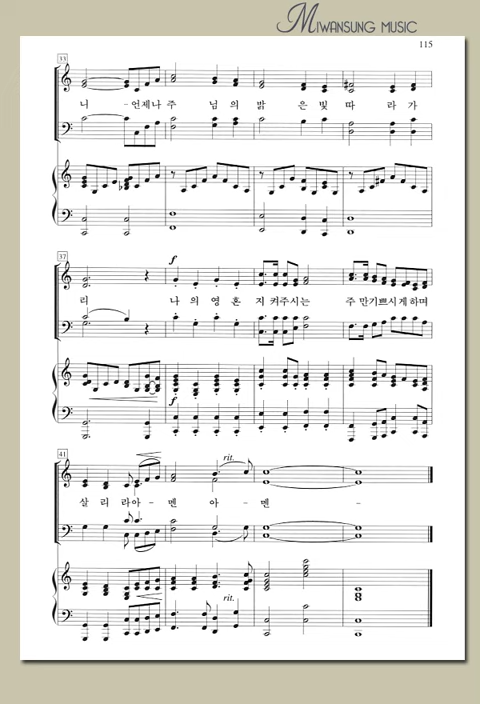 MIWANSUNG MUSIC
115
33
니 - 언제나 주 님 의 밝 은 빛 따 라 가
37
f
리 나 의 영 혼 지 켜주시는 주 만기쁘시게하며
f
41
rit.
살 리 라아 - 멘 아 - 멘 -
rit.